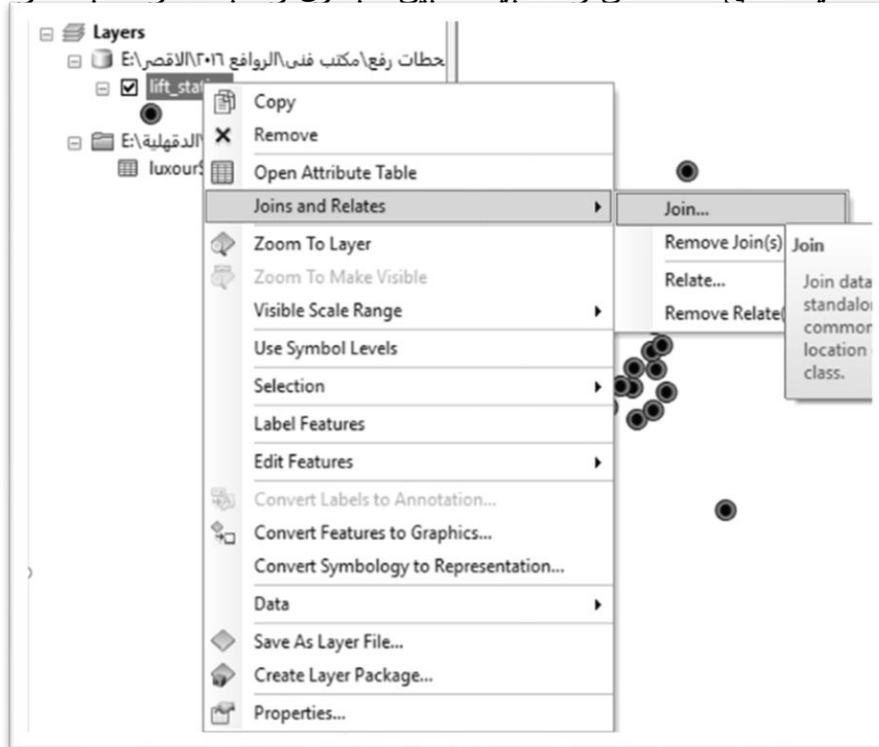 Layers
E:\الاقصر\محطات رفع\مكتب فنى\الروافع ٢٠١٦
lift_stati
E:\الدقهلية
luxour
Copy
Remove
Open Attribute Table
Joins and Relates
Zoom To Layer
Zoom To Make Visible
Visible Scale Range
Use Symbol Levels
Selection
Label Features
Edit Features
Convert Labels to Annotation...
Convert Features to Graphics...
Convert Symbology to Representation...
Data
Save As Layer File...
Create Layer Package...
Properties...
Join...
Remove Join(s)
Relate...
Remove Relate(
Join
Join data
standalo
common
location
class.